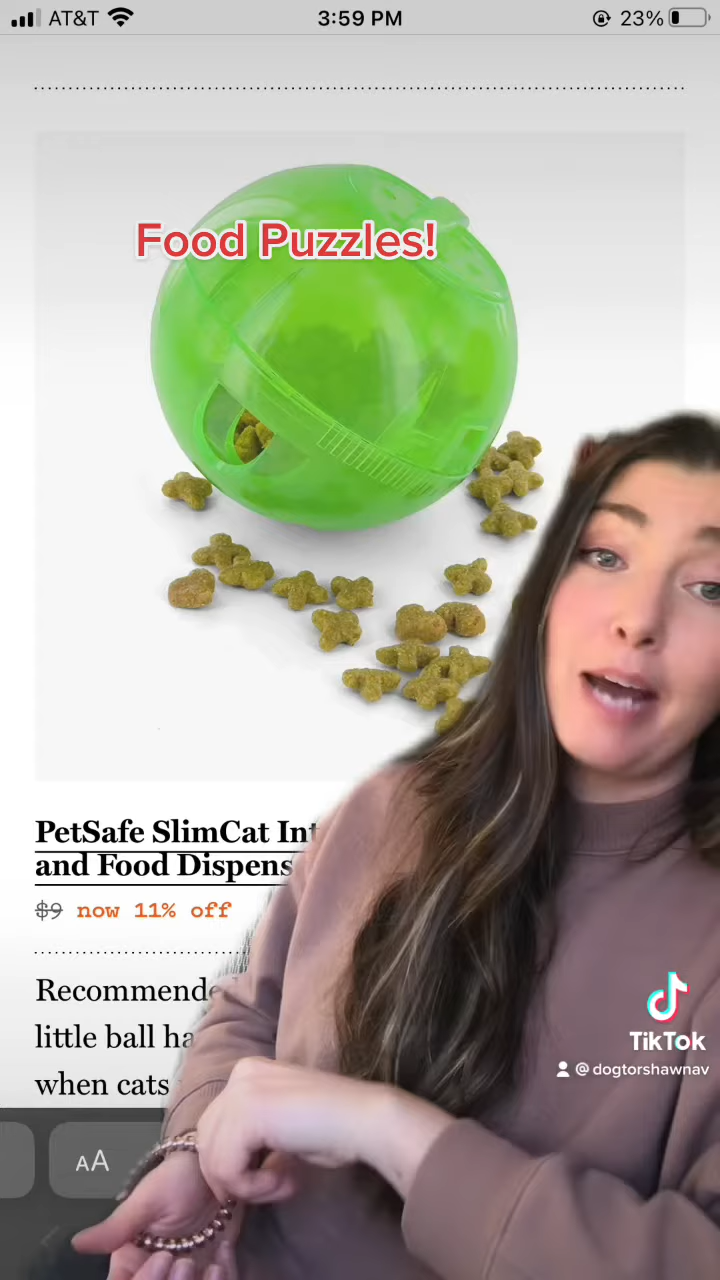 AT&T 3:59 PM 23%
Food Puzzles!
PetSafe SlimCat Int
and Food Dispens
$9 now 11% off
Recommende
little ball ha
when cats
TikTok
@dogtorshawnav
AA